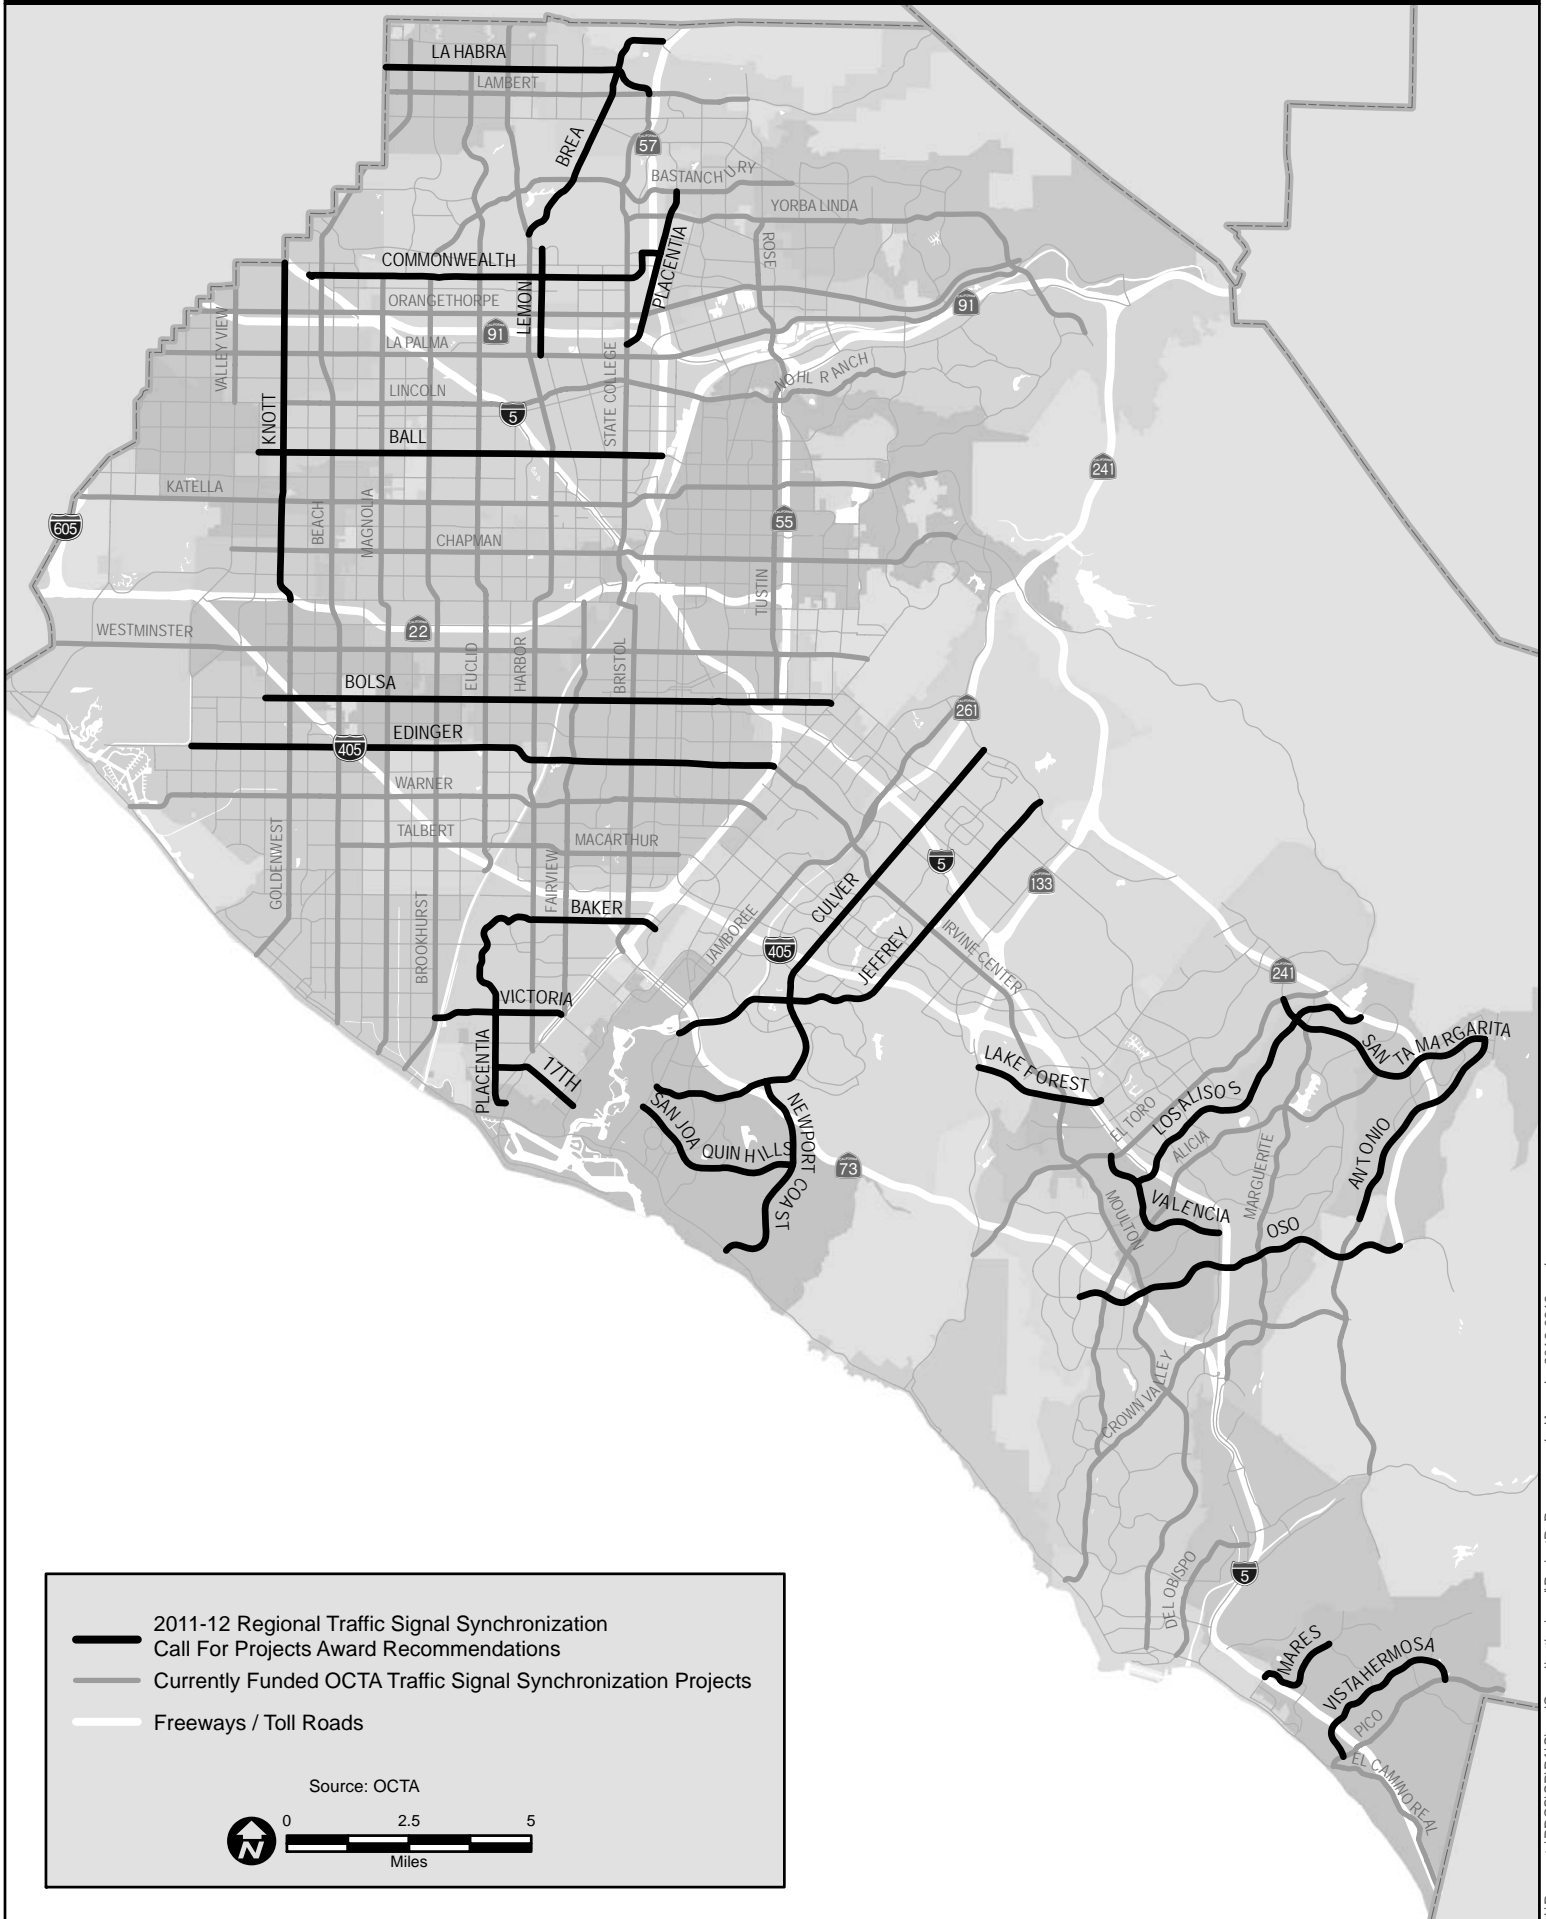 LA HABRA
LAMBERT
BREA
57
BASTANCHURY
YORBA LINDA
ROSE
PLACENTIA
COMMONWEALTH
LEMON
ORANGETHORPE
91
91
VALLEY VIEW
LA PALMA
STATE COLLEGE
NOHL RANCH
LINCOLN
5
KNOTT
BALL
241
KATELLA
605
BEACH
MAGNOLIA
55
CHAPMAN
TUSTIN
WESTMINSTER
22
EUCLID
HARBOR
BRISTOL
BOLSA
261
EDINGER
405
WARNER
TALBERT
MACARTHUR
GOLDENWEST
FAIRVIEW
BROOKHURST
5
133
CULVER
BAKER
JAMBOREE
405
JEFFREY
IRVINE CENTER
241
VICTORIA
PLACENTIA
17TH
SANTA MARGARITA
LAKE FOREST
LOS ALISOS
EL TORO
ALICIA
NEWPORT COAST
SAN JOAQUIN HILLS
73
MARGUERITE
ANTONIO
MOULTON
VALENCIA
OSO
CROWN VALLEY
DEL OBISPO
5
MARES
VISTA HERMOSA
PICO
EL CAMINO REAL
2011-12 Regional Traffic Signal Synchronization
Call For Projects Award Recommendations
Currently Funded OCTA Traffic Signal Synchronization Projects
Freeways / Toll Roads
Source: OCTA
N
0 2.5 5
Miles